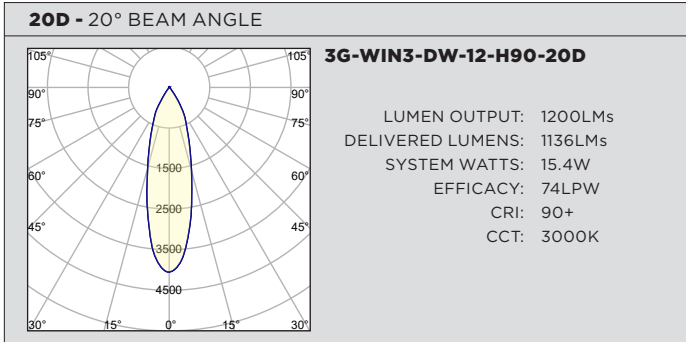 20D - 20° BEAM ANGLE
3G-WIN3-DW-12-H90-20D
LUMEN OUTPUT: 1200LMs
DELIVERED LUMENS: 1136LMs
SYSTEM WATTS: 15.4W
EFFICACY: 74LPW
CRI: 90+
CCT: 3000K
105° 105°
90° 90°
75° 75°
1500
60° 60°
2500
45° 45°
3500
4500
30° 15° 0° 15° 30°